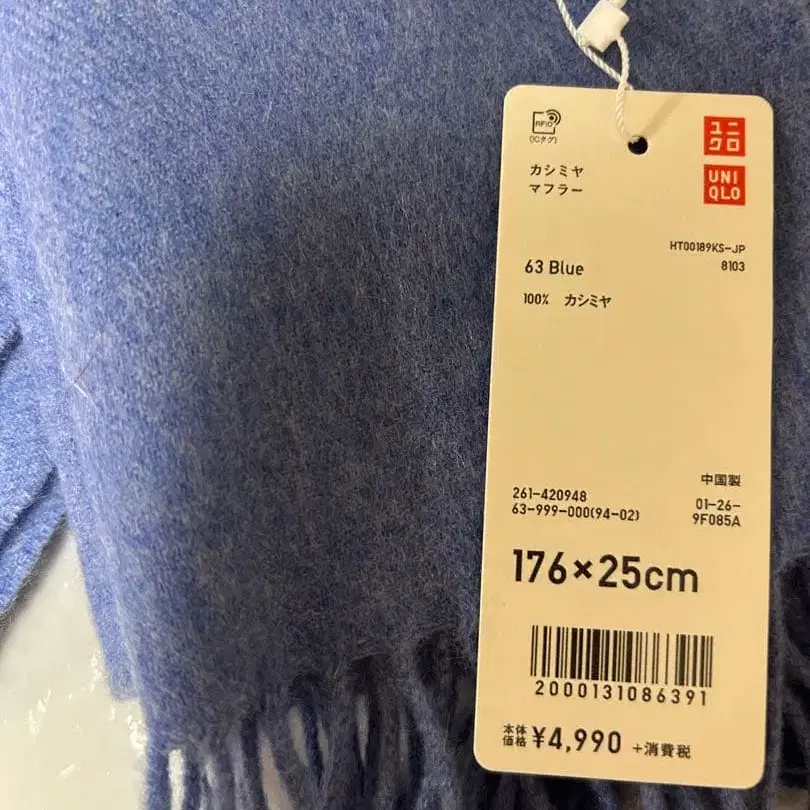 RFID
(ICタグ)
ユニ
クロ
UNI
QLO
カシミヤ
マフラー
HT00189KS-JP
8103
63 Blue
100% カシミヤ
中国製
261-420948
63-999-000(94-02)
01-26-
9F085A
176×25cm
2000131086391
本体
価格 ¥4,990 +消費税